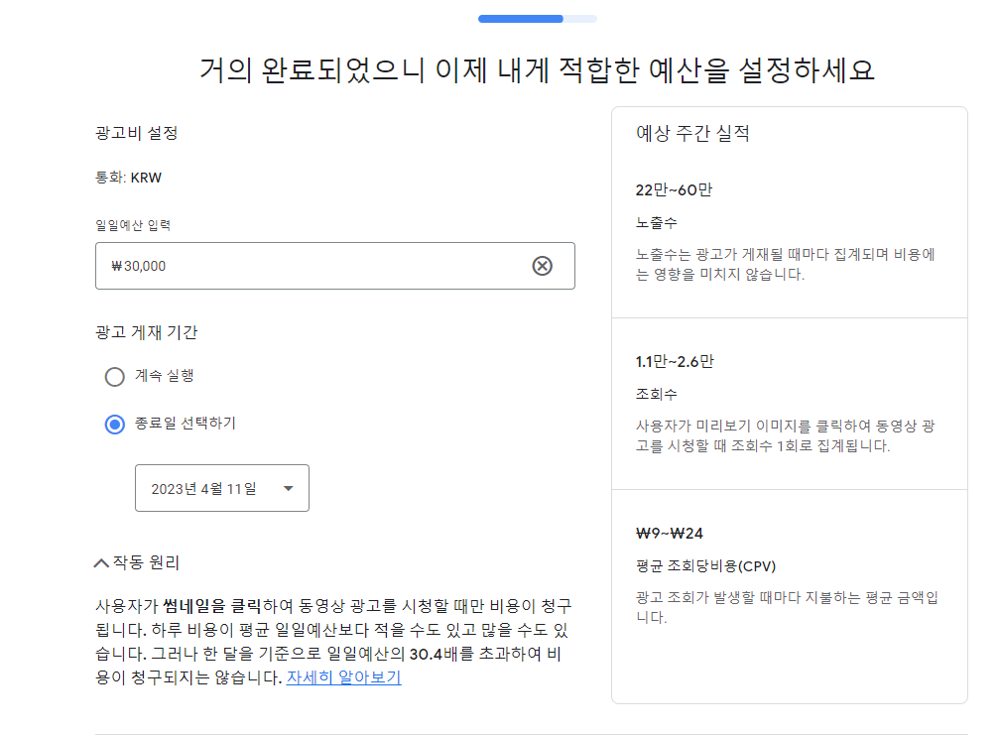 거의 완료되었으니 이제 내게 적합한 예산을 설정하세요
광고비 설정
통화: KRW
일일예산 입력
₩30,000
광고 게재 기간
계속 실행
종료일 선택하기
2023년 4월 11일
작동 원리
사용자가 썸네일을 클릭하여 동영상 광고를 시청할 때만 비용이 청구
됩니다. 하루 비용이 평균 일일예산보다 적을 수도 있고 많을 수도 있
습니다. 그러나 한 달을 기준으로 일일예산의 30.4배를 초과하여 비
용이 청구되지는 않습니다. 자세히 알아보기
예상 주간 실적
22만~60만
노출수
노출수는 광고가 게재될 때마다 집계되며 비용에
는 영향을 미치지 않습니다.
1.1만~2.6만
조회수
사용자가 미리보기 이미지를 클릭하여 동영상 광
고를 시청할 때 조회수 1회로 집계됩니다.
₩9~₩24
평균 조회당비용(CPV)
광고 조회가 발생할 때마다 지불하는 평균 금액입
니다.